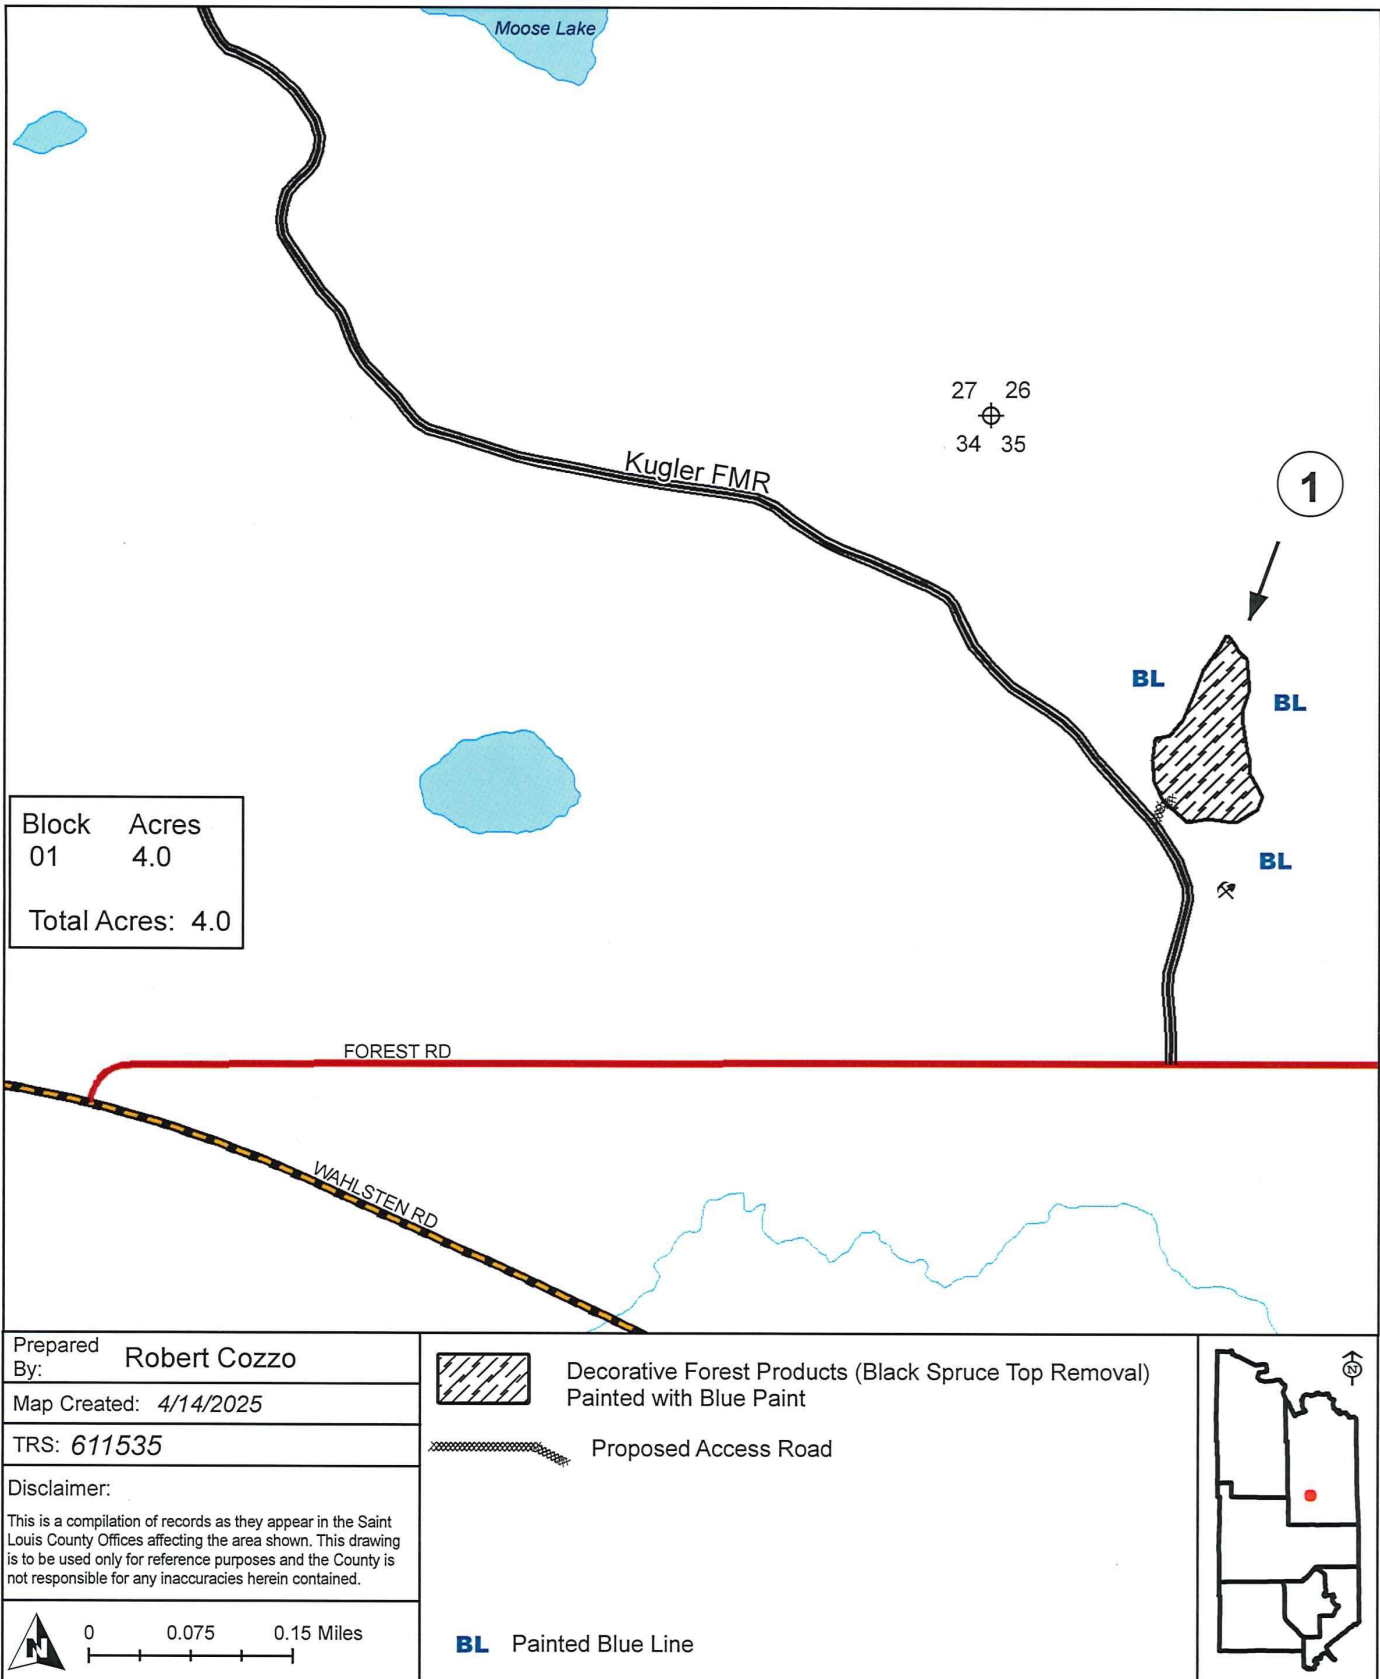 Moose Lake
27 26
34 35
Kugler FMR
1
BL
BL
Block Acres
01 4.0
Total Acres: 4.0
BL
FOREST RD
WAHLSTEN RD
Prepared
By: Robert Cozzo
Map Created: 4/14/2025
TRS: 611535
Disclaimer:
This is a compilation of records as they appear in the Saint
Louis County Offices affecting the area shown. This drawing
is to be used only for reference purposes and the County is
not responsible for any inaccuracies herein contained.
N
0 0.075 0.15 Miles
Decorative Forest Products (Black Spruce Top Removal)
Painted with Blue Paint
Proposed Access Road
BL Painted Blue Line
N